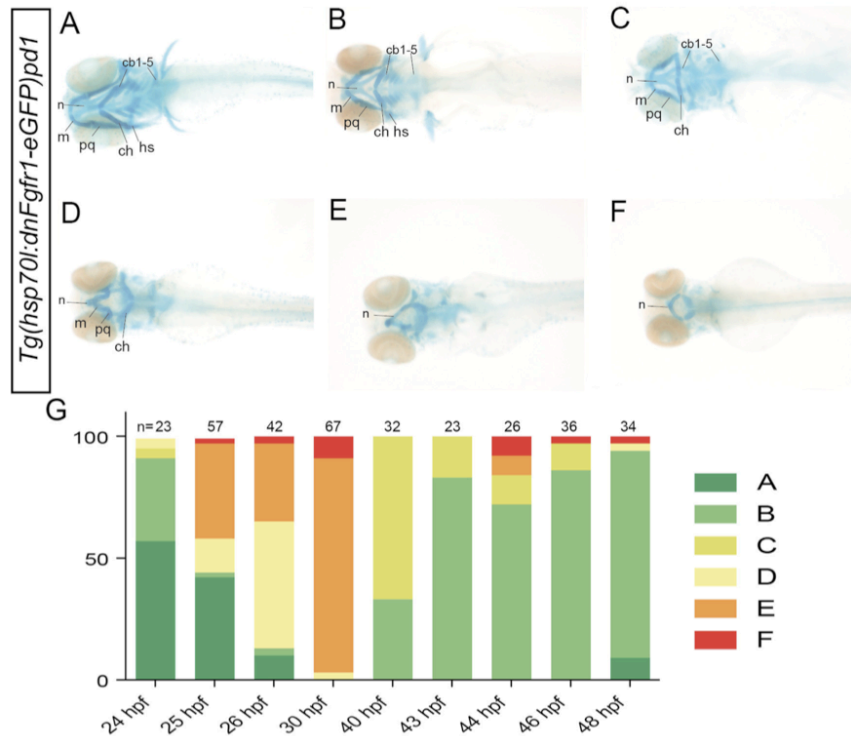 Tg(hsp70l:dnFgfr1-eGFP)pd1
A
cb1-5
n
m
pq
ch
hs
B
cb1-5
n
m
pq
ch
hs
C
cb1-5
n
m
pq
ch
D
n
m
pq
ch
E
n
F
n
G
n=23
57
42
67
32
23
26
36
34
100
50
0
24 hpf
25 hpf
26 hpf
30 hpf
40 hpf
43 hpf
44 hpf
46 hpf
48 hpf
A
B
C
D
E
F